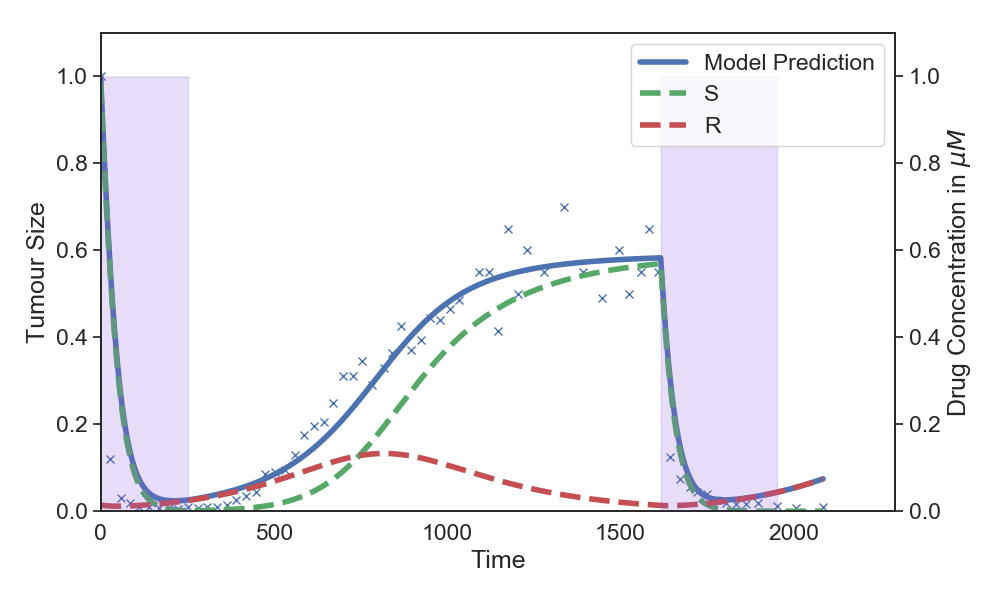 Model Prediction
S
R
Tumour Size
1.0
0.8
0.6
0.4
0.2
0.0
1.0
0.8
0.6
0.4
0.2
0.0
Drug Concentration in μM
0
500
1000
1500
2000
Time